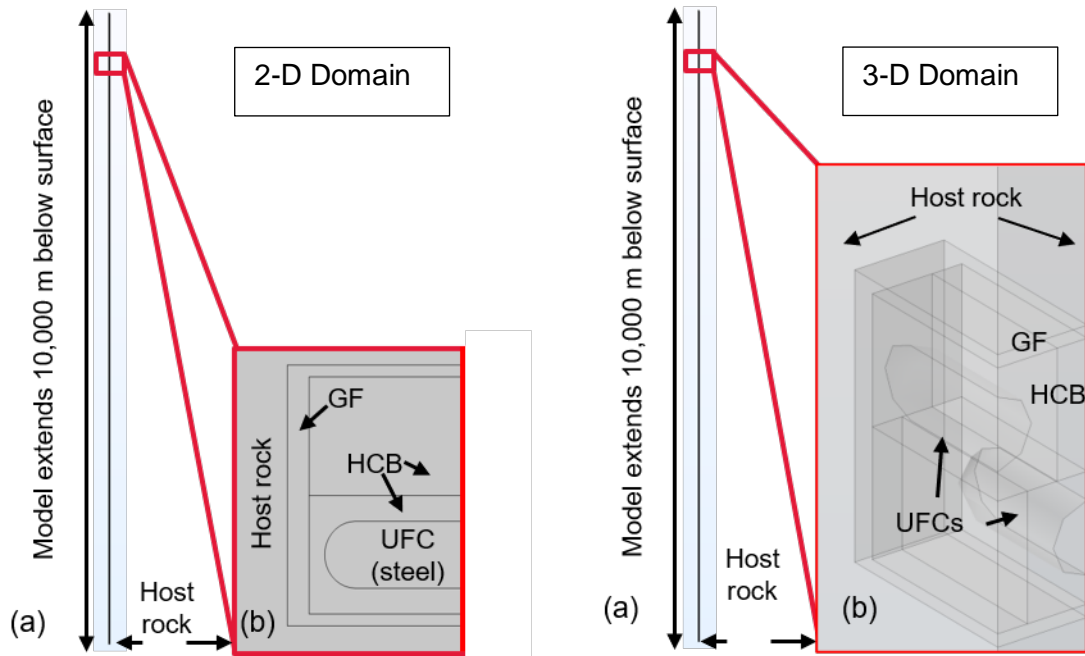 2-D Domain
Model extends 10,000 m below surface
GF
HCB
Host rock
UFC
(steel)
Host
rock
(a)
(b)
3-D Domain
Model extends 10,000 m below surface
Host rock
GF
HCB
UFCs
Host
rock
(a)
(b)